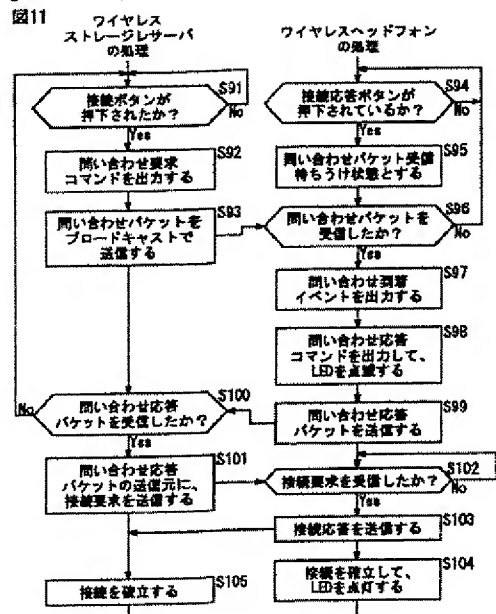 図11
ワイヤレス
ストレージレサーバ
の処理
ワイヤレスヘッドフォン
の処理
S91
接続ボタンが
押下されたか?
No
Yes
S92
問い合わせ要求
コマンドを出力する
S93
問い合わせパケットを
ブロードキャストで
送信する
S94
接続応答ボタンが
押下されているか?
No
Yes
S95
問い合わせパケット受信
待ちうけ状態とする
S96
問い合わせパケットを
受信したか?
No
Yes
S97
問い合わせ到着
イベントを出力する
S98
問い合わせ応答
コマンドを出力して、
LEDを点滅する
S99
問い合わせ応答
パケットを送信する
S100
問い合わせ応答
パケットを受信したか?
No
Yes
S101
問い合わせ応答
パケットの送信元に、
接続要求を送信する
S102
接続要求を受信したか?
No
Yes
S103
接続応答を送信する
S104
接続を確立して、
LEDを点灯する
S105
接続を確立する